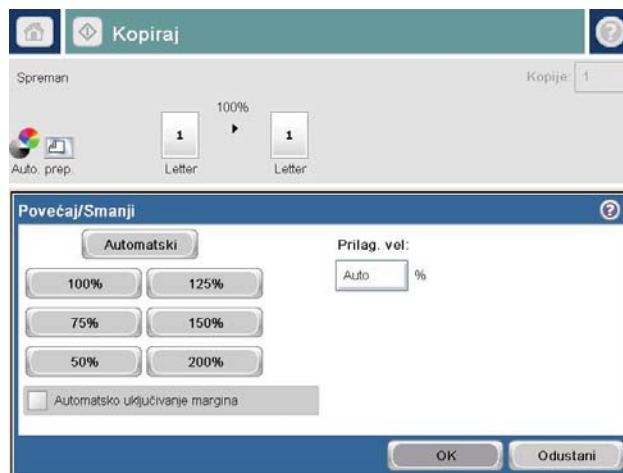 Kopiraj
?
Spreman
Kopije: 1
100%
1 1
Auto. prep. Letter Letter
Povećaj/Smanji ?
Automatski
Prilag. vel:
Auto %
100% 125%
75% 150%
50% 200%
Automatsko uključivanje margina
OK Odustani